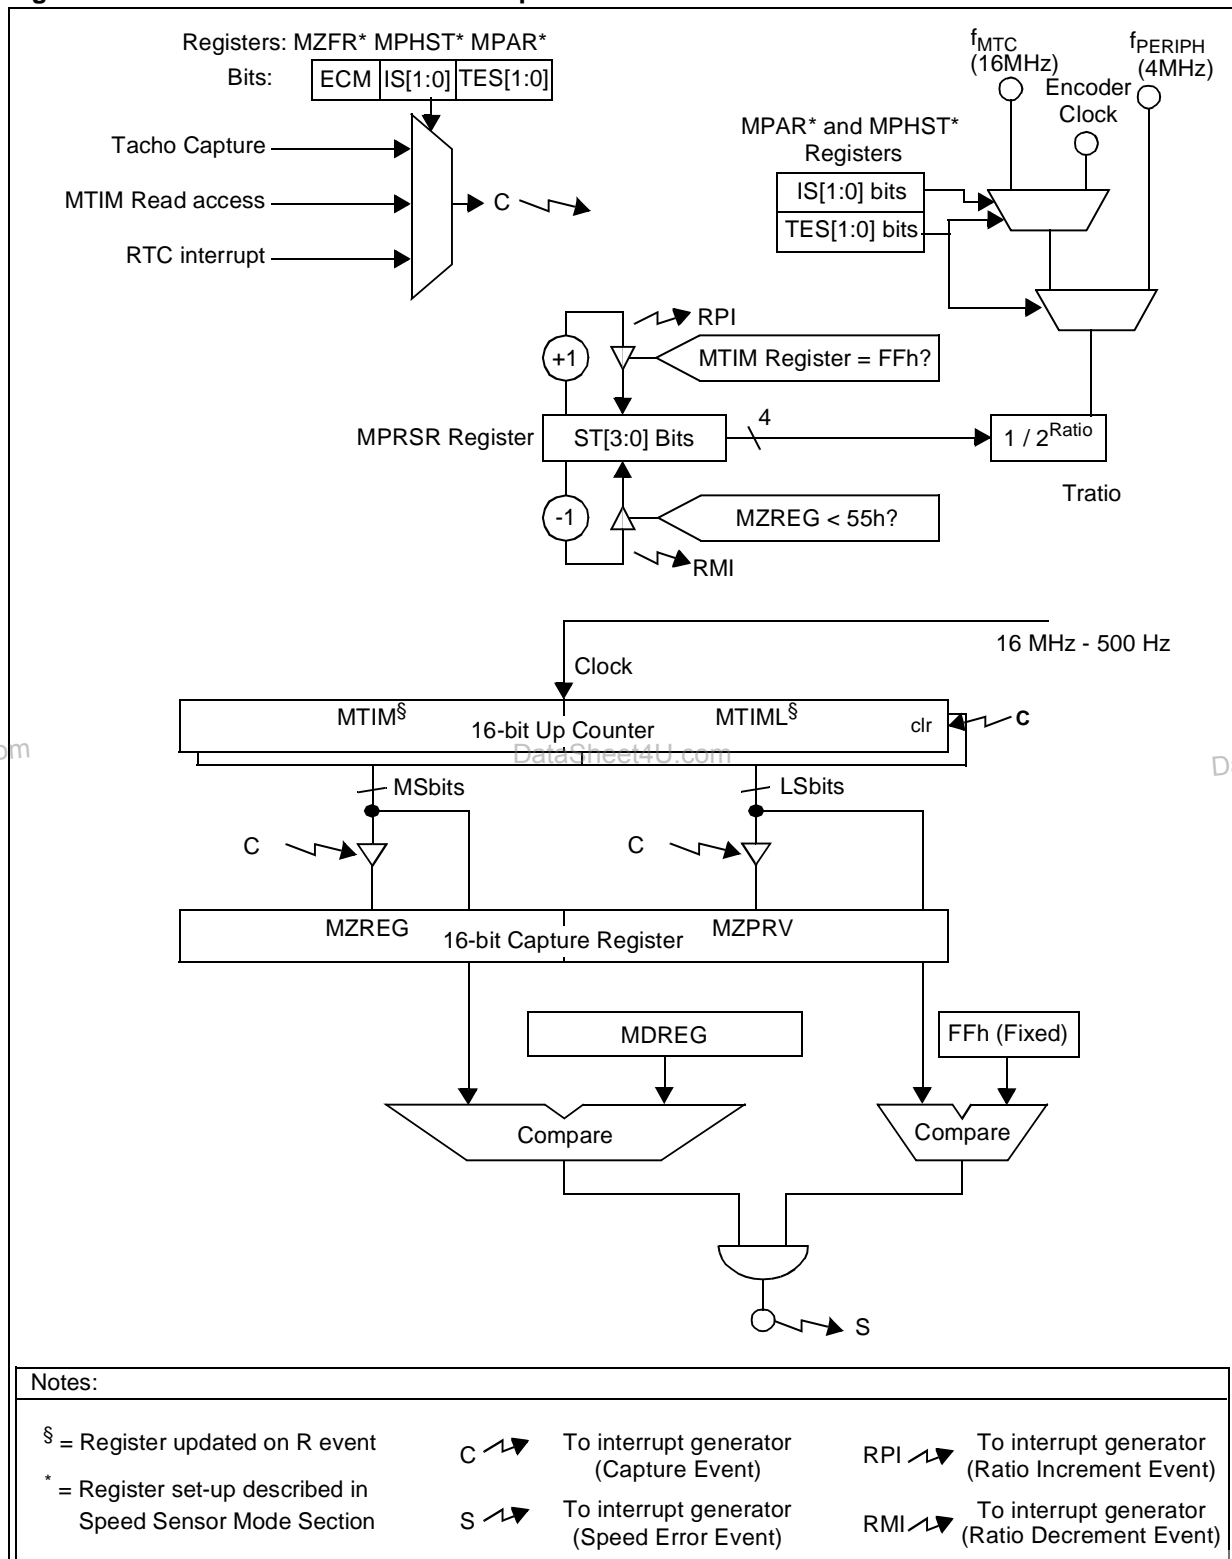 Registers: MZFR* MPHST* MPAR*
Bits:
ECM
IS[1:0]
TES[1:0]
Tacho Capture
MTIM Read access
RTC interrupt
C
fMTC
(16MHz)
fPERIPH
(4MHz)
Encoder
Clock
MPAR* and MPHST*
Registers
IS[1:0] bits
TES[1:0] bits
RPI
+1
MTIM Register = FFh?
MPRSR Register
ST[3:0] Bits
4
1 / 2^Ratio
Tratio
-1
MZREG < 55h?
RMI
16 MHz - 500 Hz
Clock
MTIM§
MTIML§
16-bit Up Counter
clr
C
DataSheet4U.com
MSbits
LSbits
C
C
MZREG
MZPRV
16-bit Capture Register
MDREG
FFh (Fixed)
Compare
Compare
S
Notes:
§ = Register updated on R event
* = Register set-up described in
Speed Sensor Mode Section
C
To interrupt generator
(Capture Event)
S
To interrupt generator
(Speed Error Event)
RPI
To interrupt generator
(Ratio Increment Event)
RMI
To interrupt generator
(Ratio Decrement Event)